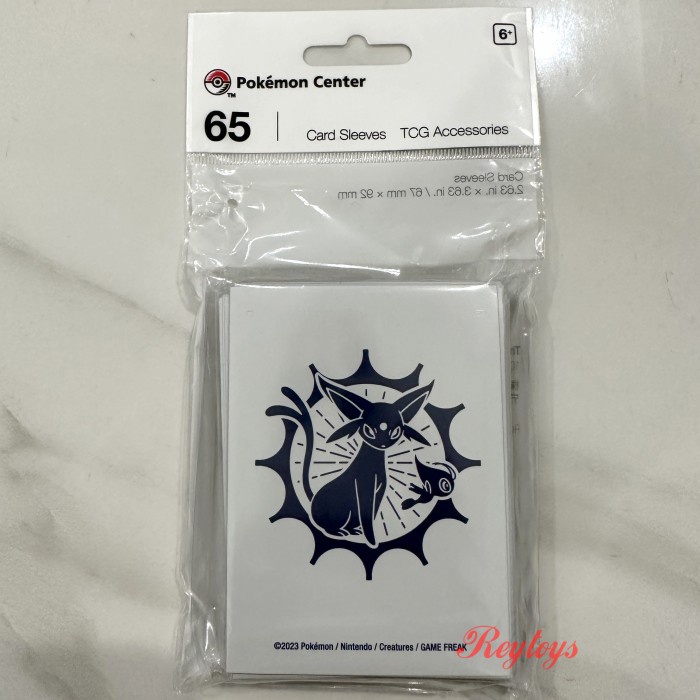 6+
Pokémon Center
TM
65
Card Sleeves TCG Accessories
Card Sleeves
2.63 in. × 3.63 in. / 67 mm × 92 mm
©2023 Pokémon / Nintendo / Creatures / GAME FREAK
Reytoys